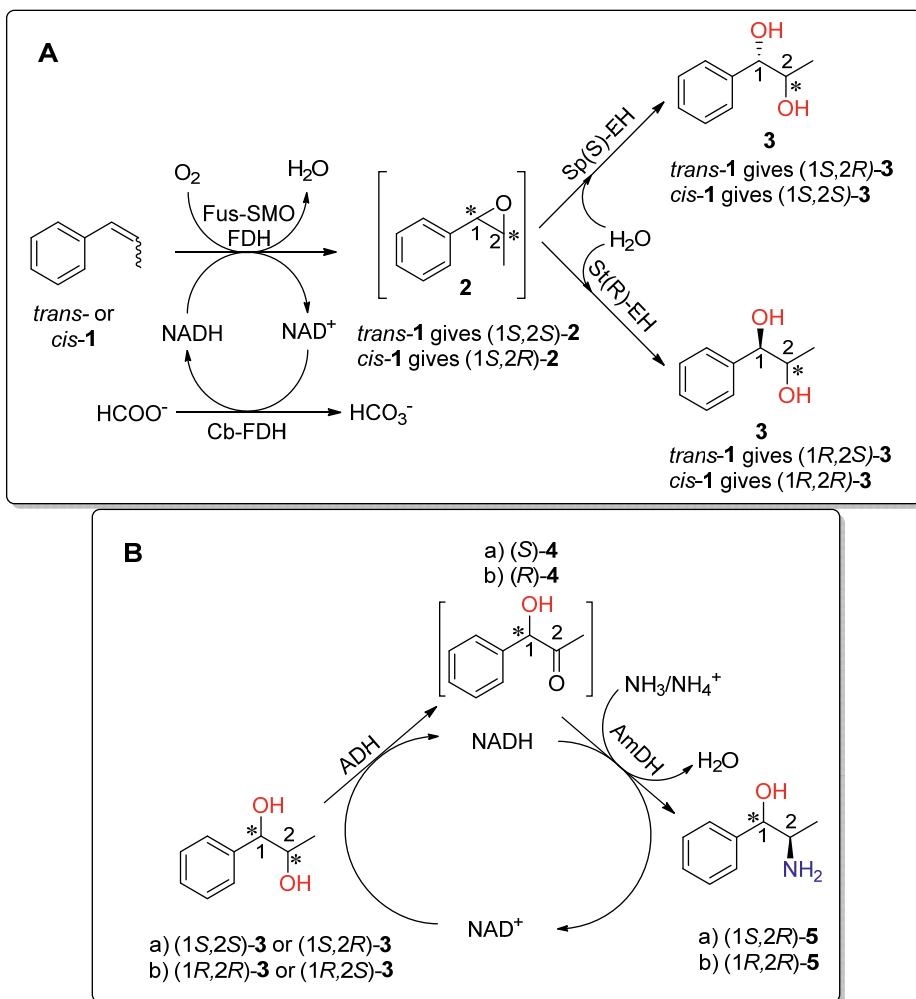 A
O2
H2O
Fus-SMO
FDH
trans- or
cis-1
NADH
NAD+
HCOO-
HCO3-
Cb-FDH
*
O
1
2
*
2
trans-1 gives (1S,2S)-2
cis-1 gives (1S,2R)-2
Sp(S)-EH
H2O
St(R)-EH
OH
2
1
*
OH
3
trans-1 gives (1S,2R)-3
cis-1 gives (1S,2S)-3
OH
2
1
*
OH
3
trans-1 gives (1R,2S)-3
cis-1 gives (1R,2R)-3
B
a) (S)-4
b) (R)-4
OH
*
2
1
O
NH3/NH4+
ADH
NADH
AmDH
H2O
OH
*
2
1
*
OH
a) (1S,2S)-3 or (1S,2R)-3
b) (1R,2R)-3 or (1R,2S)-3
NAD+
OH
*
2
1
NH2
a) (1S,2R)-5
b) (1R,2R)-5